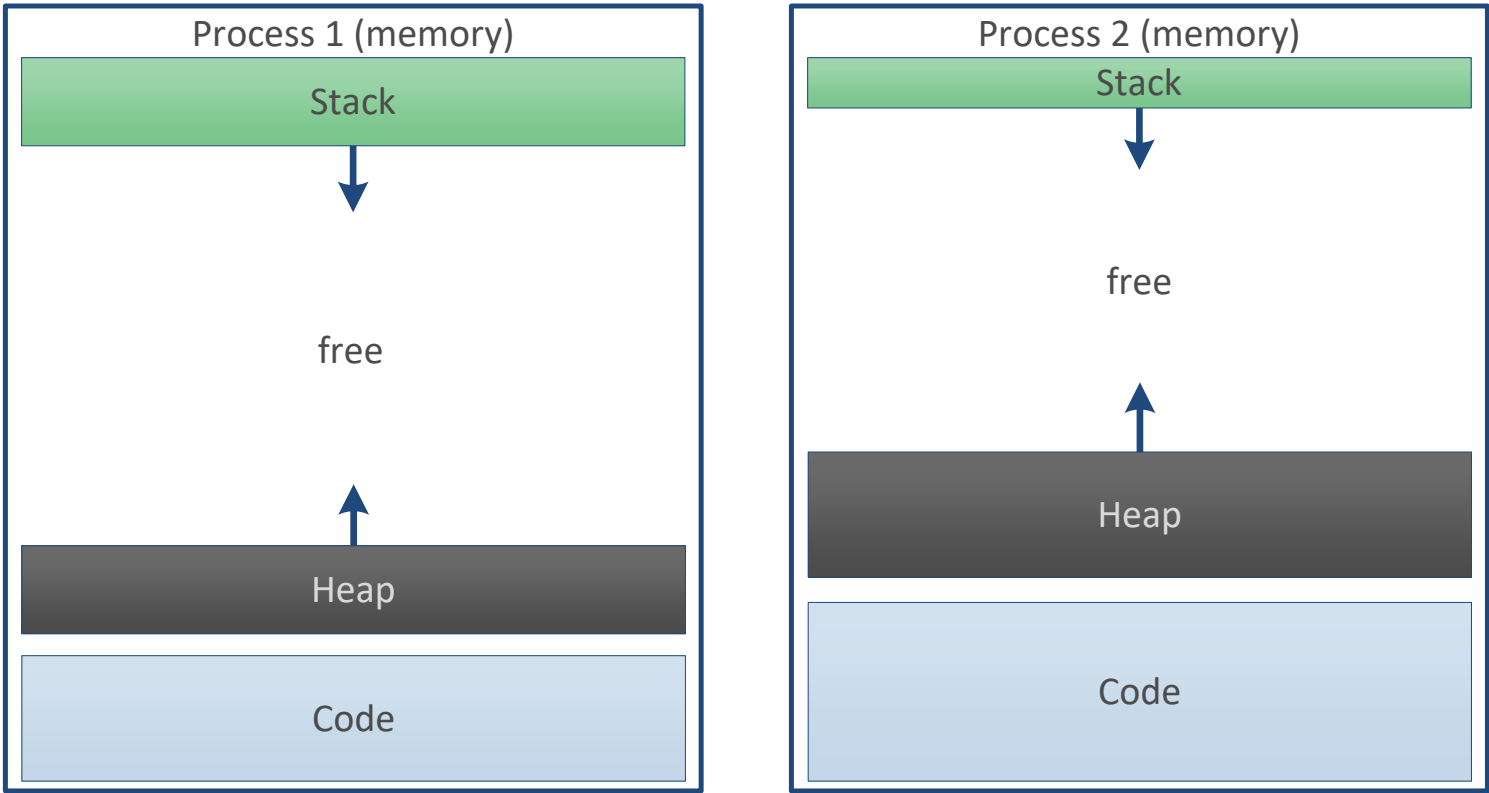 Process 1 (memory)
Stack
free
Heap
Code
Process 2 (memory)
Stack
free
Heap
Code